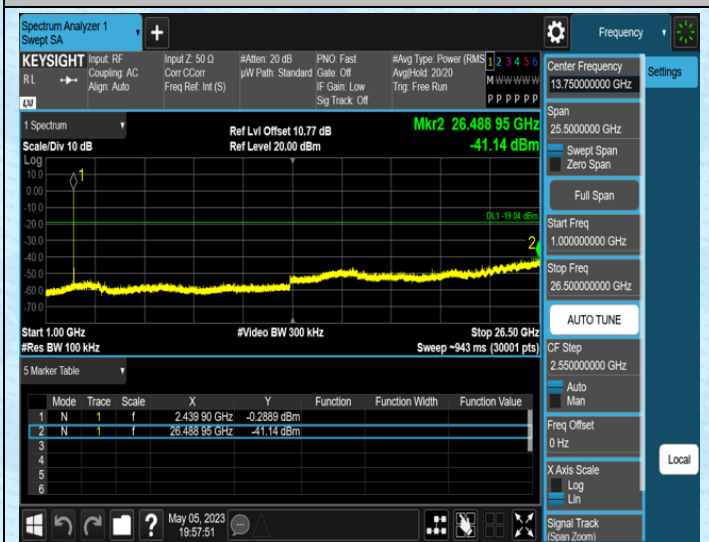 Spectrum Analyzer 1
Swept SA
+
Frequency
KEYSIGHT
RL
LXI
Input: RF
Coupling: AC
Align: Auto
Input Z: 50 Ω
Corr CCorr
Freq Ref: Int (S)
#Atten: 20 dB
µW Path: Standard
PNO: Fast
Gate: Off
IF Gain: Low
Sig Track: Off
#Avg Type: Power (RMS
Avg|Hold: 20/20
Trig: Free Run
1 2 3 4 5 6
M W W W W W
P P P P P P
1 Spectrum
Scale/Div 10 dB
Ref Lvl Offset 10.77 dB
Ref Level 20.00 dBm
Mkr2 26.488 95 GHz
-41.14 dBm
Log
10.0
0.00
-10.0
-20.0
-30.0
-40.0
-50.0
-60.0
-70.0
1
DL1 -19.04 dBm
2
Start 1.00 GHz
#Video BW 300 kHz
Stop 26.50 GHz
#Res BW 100 kHz
Sweep ~943 ms (30001 pts)
5 Marker Table
Mode Trace Scale X Y Function Function Width Function Value
1 N 1 f 2.439 90 GHz -0.2889 dBm
2 N 1 f 26.488 95 GHz -41.14 dBm
3
4
5
6
May 05, 2023
19:57:51
Center Frequency
13.750000000 GHz
Settings
Span
25.5000000 GHz
Swept Span
Zero Span
Full Span
Start Freq
1.000000000 GHz
Stop Freq
26.500000000 GHz
AUTO TUNE
CF Step
2.550000000 GHz
Auto
Man
Freq Offset
0 Hz
Local
X Axis Scale
Log
Lin
Signal Track
(Span Zoom)